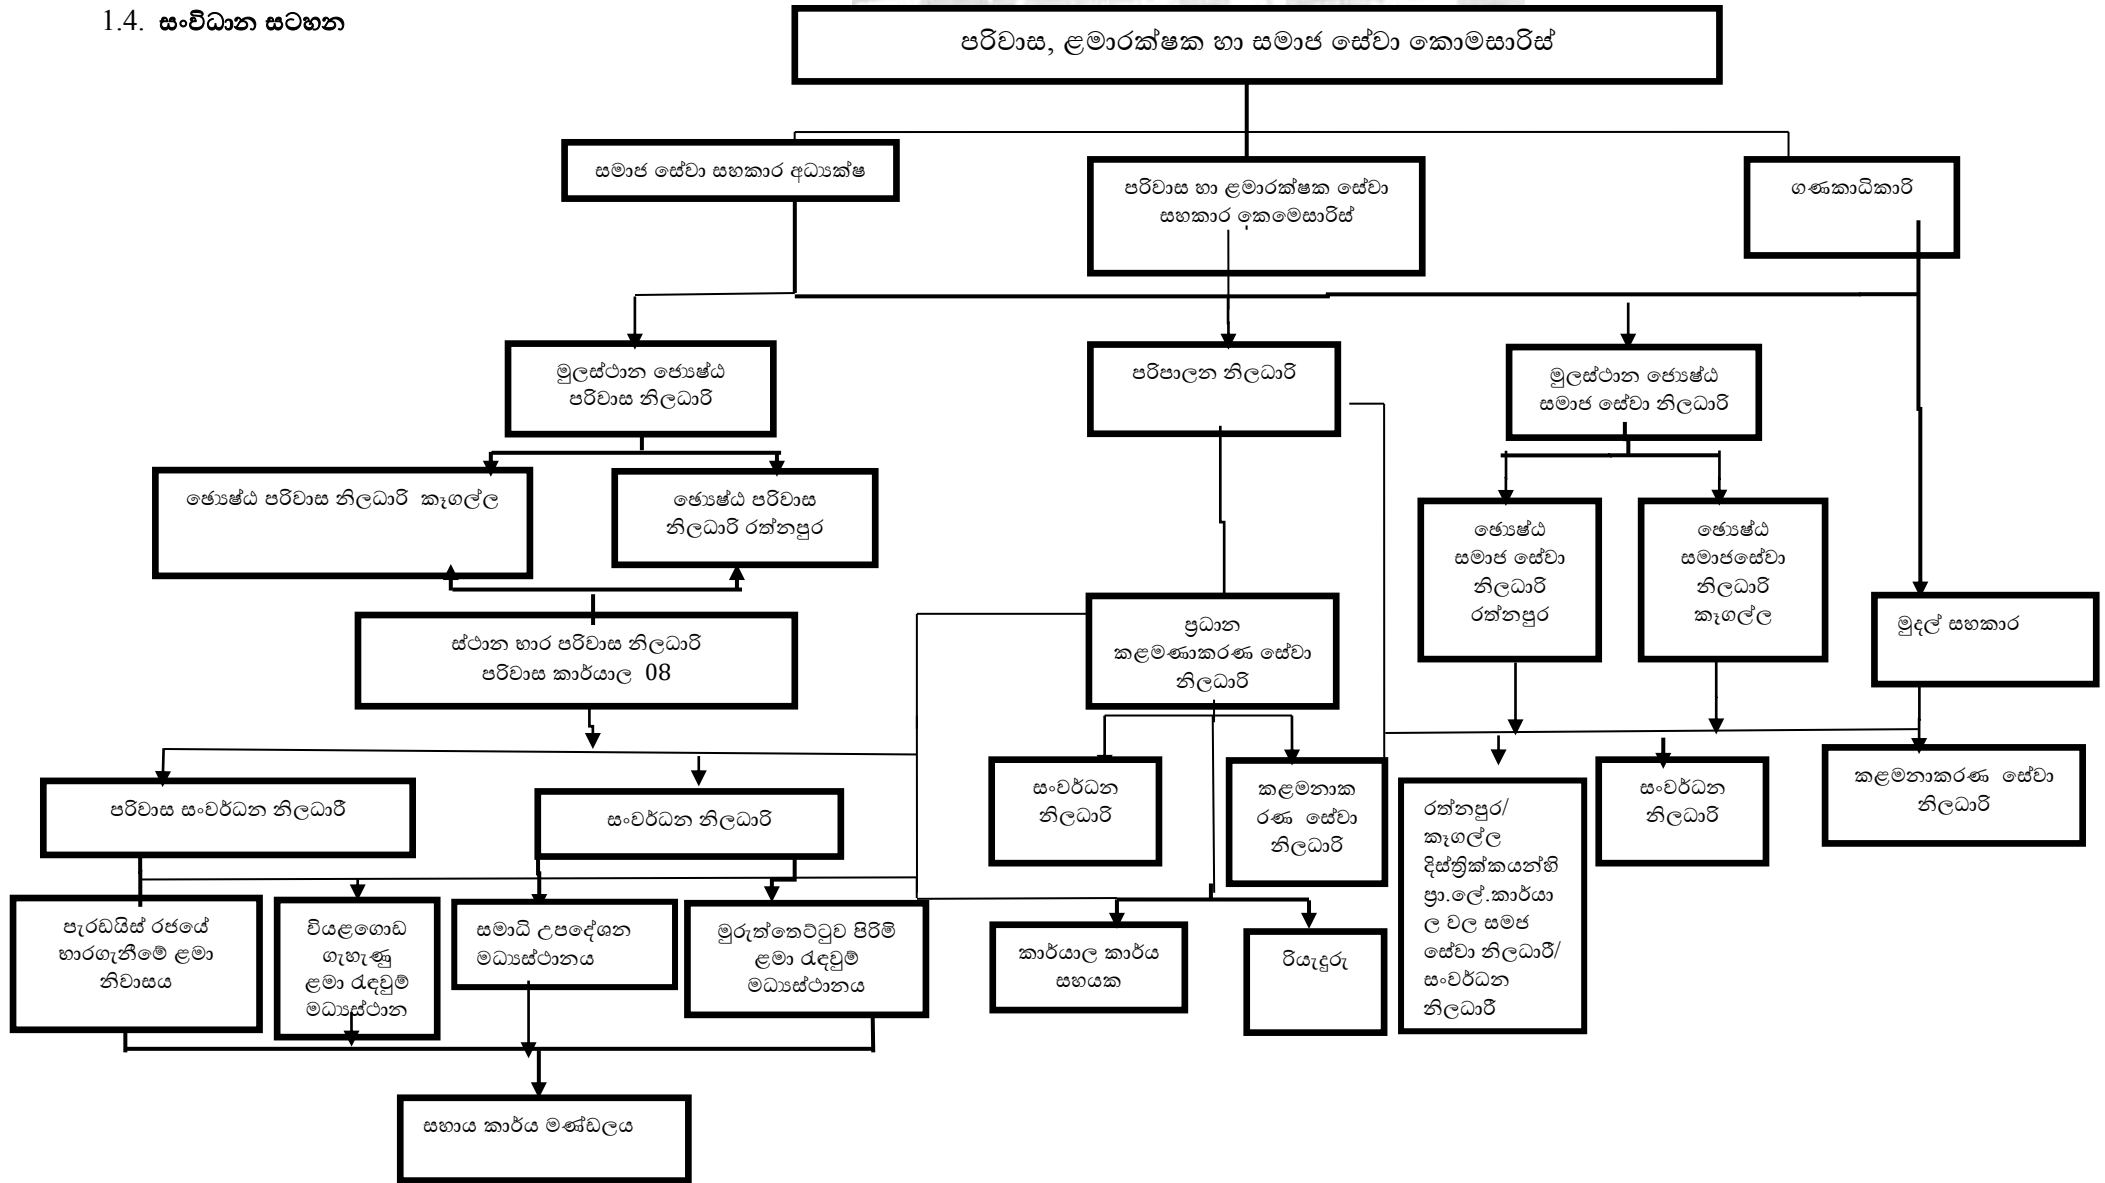 1.4. සංවිධාන සටහන
පරිවාස, ළමාරක්ෂක හා සමාජ සේවා කොමසාරිස්
සමාජ සේවා සහකාර අධ්‍යක්ෂ
පරිවාස හා ළමාරක්ෂක සේවා
සහකාර කෙමෙසාරිස්
ගණකාධිකාරි
මුලස්ථාන ජ්‍යෙෂ්ඨ
පරිවාස නිලධාරි
පරිපාලන නිලධාරි
මුලස්ථාන ජ්‍යෙෂ්ඨ
සමාජ සේවා නිලධාරි
ඡ්‍යෙෂ්ඨ පරිවාස නිලධාරි කෑගල්ල
ඡ්‍යෙෂ්ඨ පරිවාස
නිලධාරි රත්නපුර
ඡ්‍යෙෂ්ඨ
සමාජ සේවා
නිලධාරි
රත්නපුර
ඡ්‍යෙෂ්ඨ
සමාජසේවා
නිලධාරි
කෑගල්ල
ස්ථාන භාර පරිවාස නිලධාරි
පරිවාස කාර්යාල 08
ප්‍රධාන
කළමණාකරණ සේවා
නිලධාරි
මුදල් සහකාර
පරිවාස සංවර්ධන නිලධාරී
සංවර්ධන නිලධාරි
සංවර්ධන
නිලධාරි
කළමනාක
රණ සේවා
නිලධාරි
රත්නපුර/
කෑගල්ල
දිස්ත්‍රික්කයන්හි
ප්‍රා.ලේ.කාර්යා
ල වල සමජ
සේවා නිලධාරී/
සංවර්ධන
නිලධාරී
සංවර්ධන
නිලධාරි
කළමනාකරණ සේවා
නිලධාරි
පැරඩයිස් රජයේ
භාරගැනීමේ ළමා
නිවාසය
වියළගොඩ
ගැහැණු
ළමා රැඳවුම්
මධ්‍යස්ථාන
සමාධි උපදේශන
මධ්‍යස්ථානය
මුරුත්තෙට්ටුව පිරිමි
ළමා රැඳවුම්
මධ්‍යස්ථානය
කාර්යාල කාර්ය
සහයක
රියැදුරු
සහාය කාර්ය මණ්ඩලය